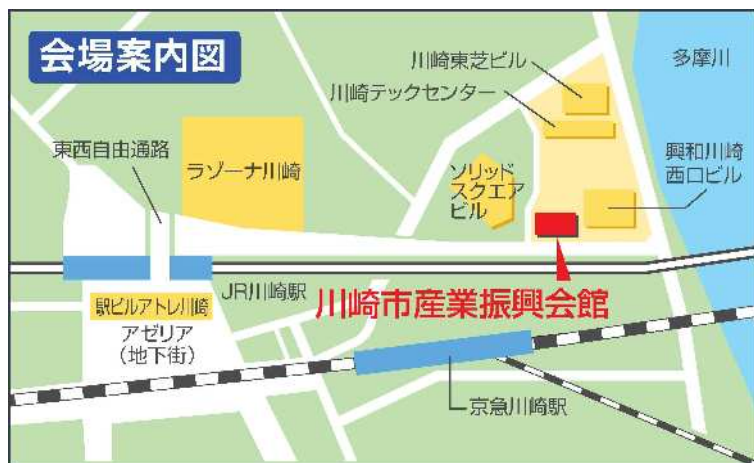 会場案内図
川崎東芝ビル
川崎テックセンター
多摩川
東西自由通路
ラゾーナ川崎
ソリッド
スクエア
ビル
興和川崎
西口ビル
JR川崎駅
川崎市産業振興会館
駅ビルアトレ川崎
アゼリア
(地下街)
京急川崎駅